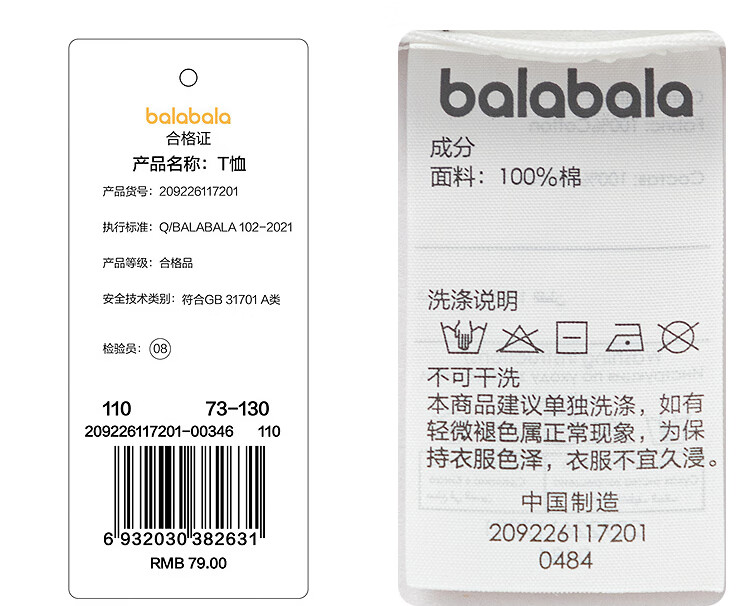 balabala
合格证
产品名称：T恤
产品货号：209226117201
执行标准：Q/BALABALA 102-2021
产品等级：合格品
安全技术类别：符合GB 31701 A类
检验员：08
110 73-130
209226117201-00346 110
6 932030 382631
RMB 79.00
balabala
成分
面料：100%棉
洗涤说明
不可干洗
本商品建议单独洗涤，如有
轻微褪色属正常现象，为保
持衣服色泽，衣服不宜久浸。
中国制造
209226117201
0484